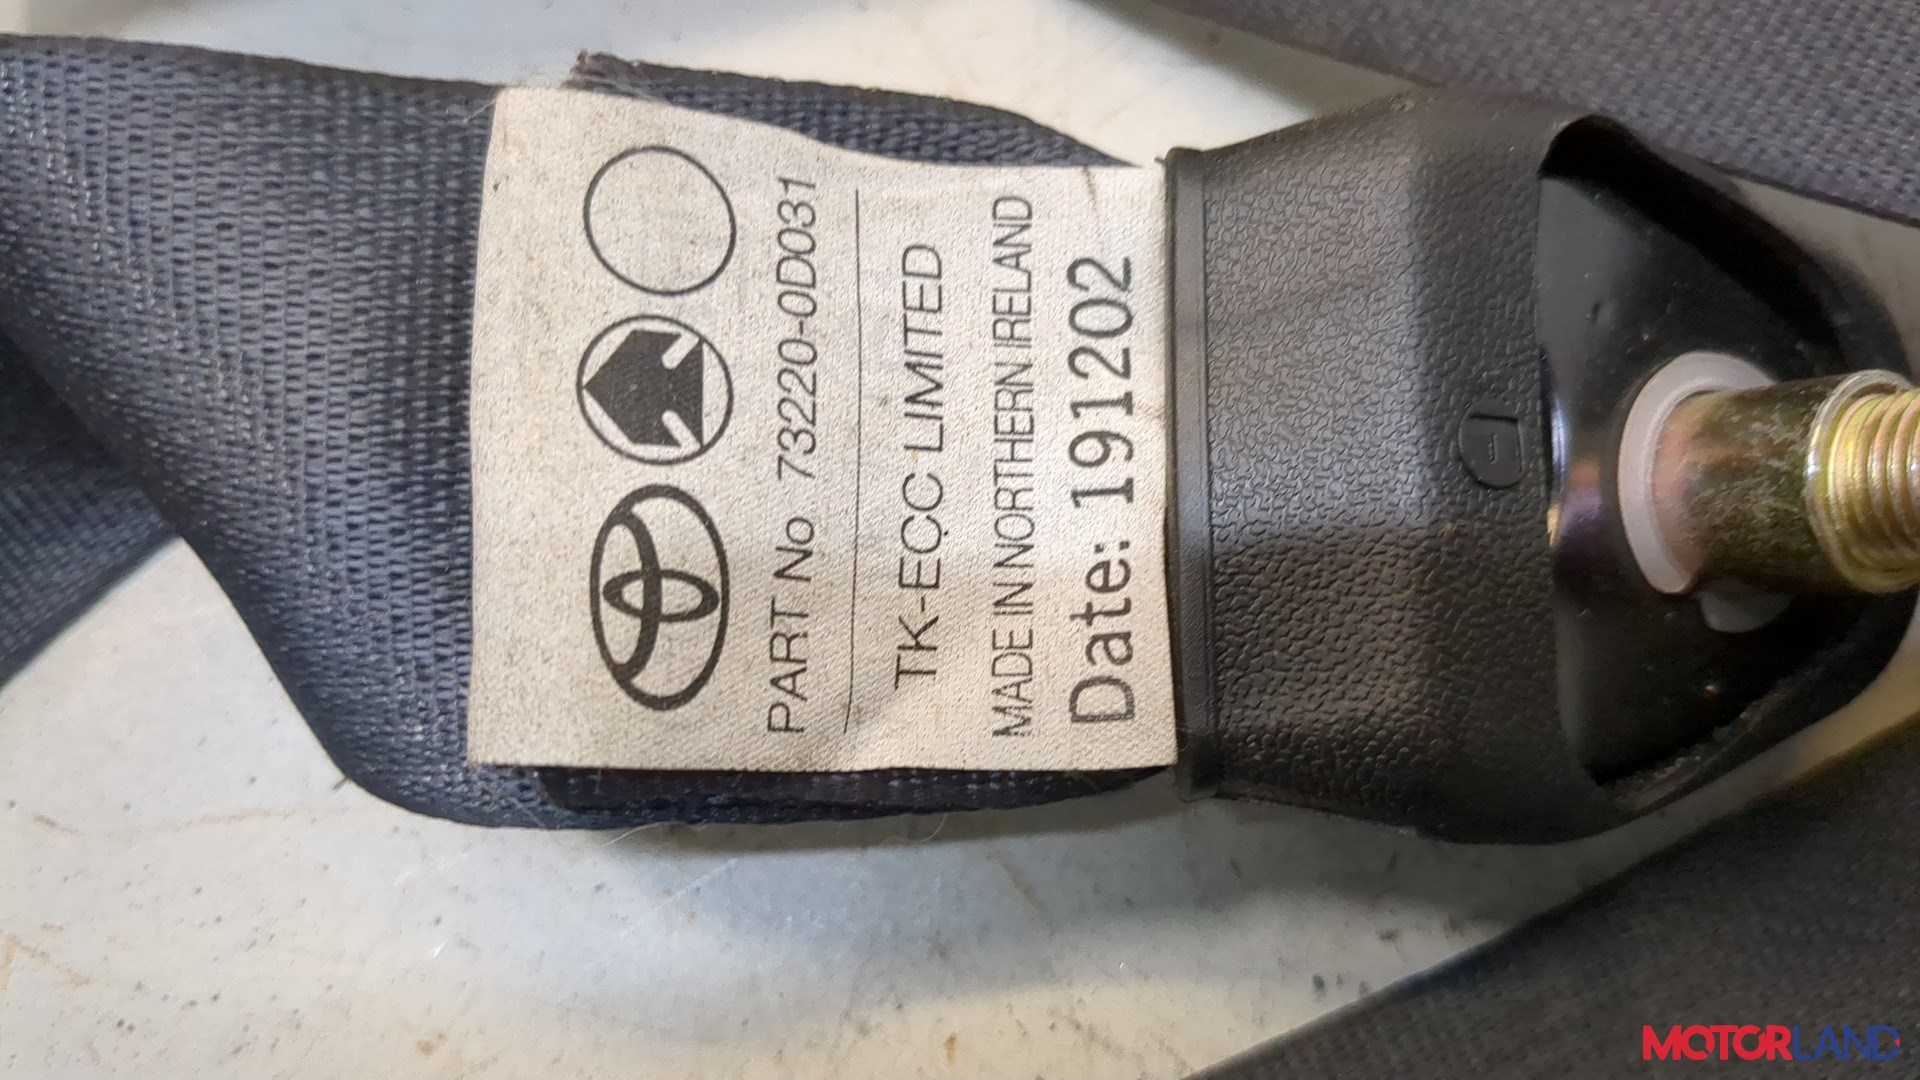 PART No 73220-0D031
TK-ECC LIMITED
MADE IN NORTHERN IRELAND
Date: 191202
MOTORLAND